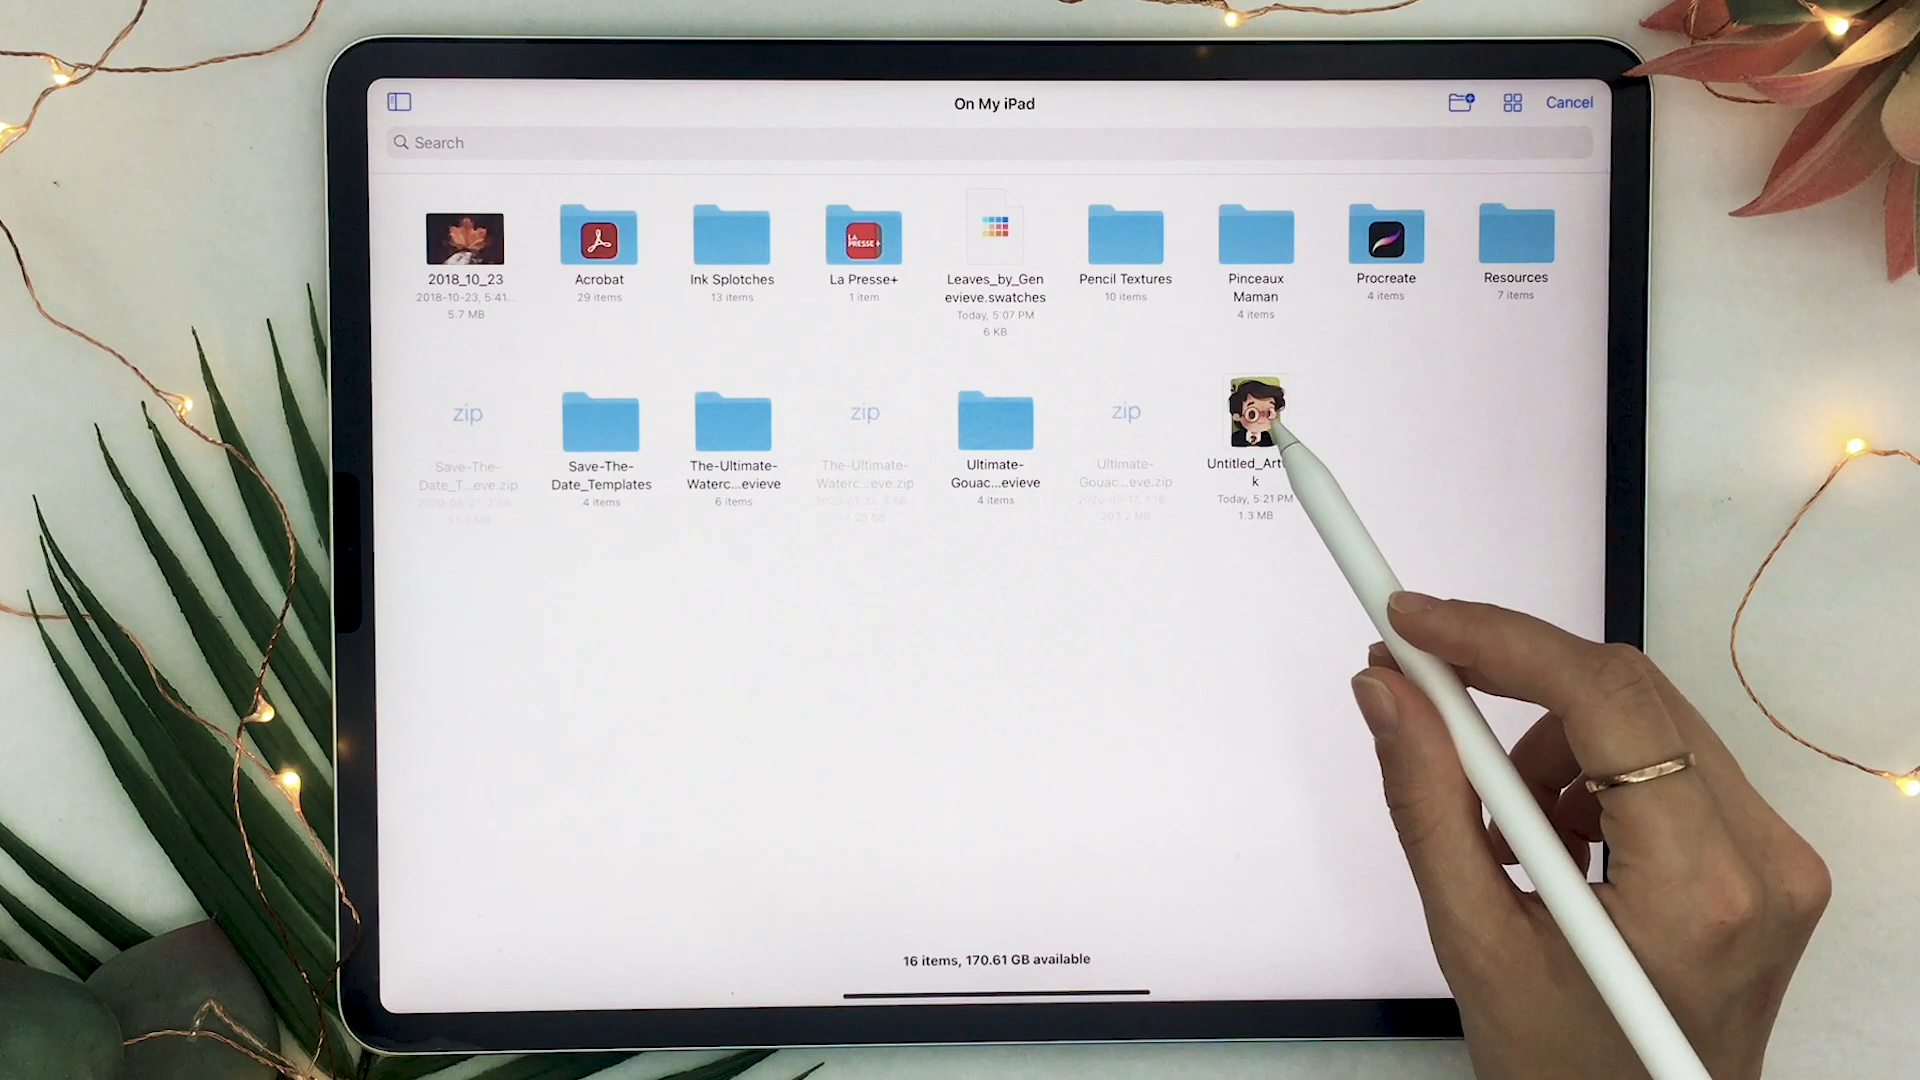 On My iPad
Cancel
Search
2018_10_23
2018-10-23, 5:41...
5.7 MB
Acrobat
29 items
Ink Splotches
13 items
LA
PRESSE+
La Presse+
1 item
Leaves_by_Gen
evieve.swatches
Today, 5:07 PM
6 KB
Pencil Textures
10 items
Pinceaux
Maman
4 items
Procreate
4 items
Resources
7 items
zip
Save-The-
Date_T...eve.zip
Save-The-
Date_Templates
4 items
The-Ultimate-
Waterc...evieve
6 items
zip
The-Ultimate-
Waterc...eve.zip
Ultimate-
Gouac...evieve
4 items
zip
Ultimate-
Gouac...eve.zip
Untitled_Art
k
Today, 5:21 PM
1.3 MB
16 items, 170.61 GB available